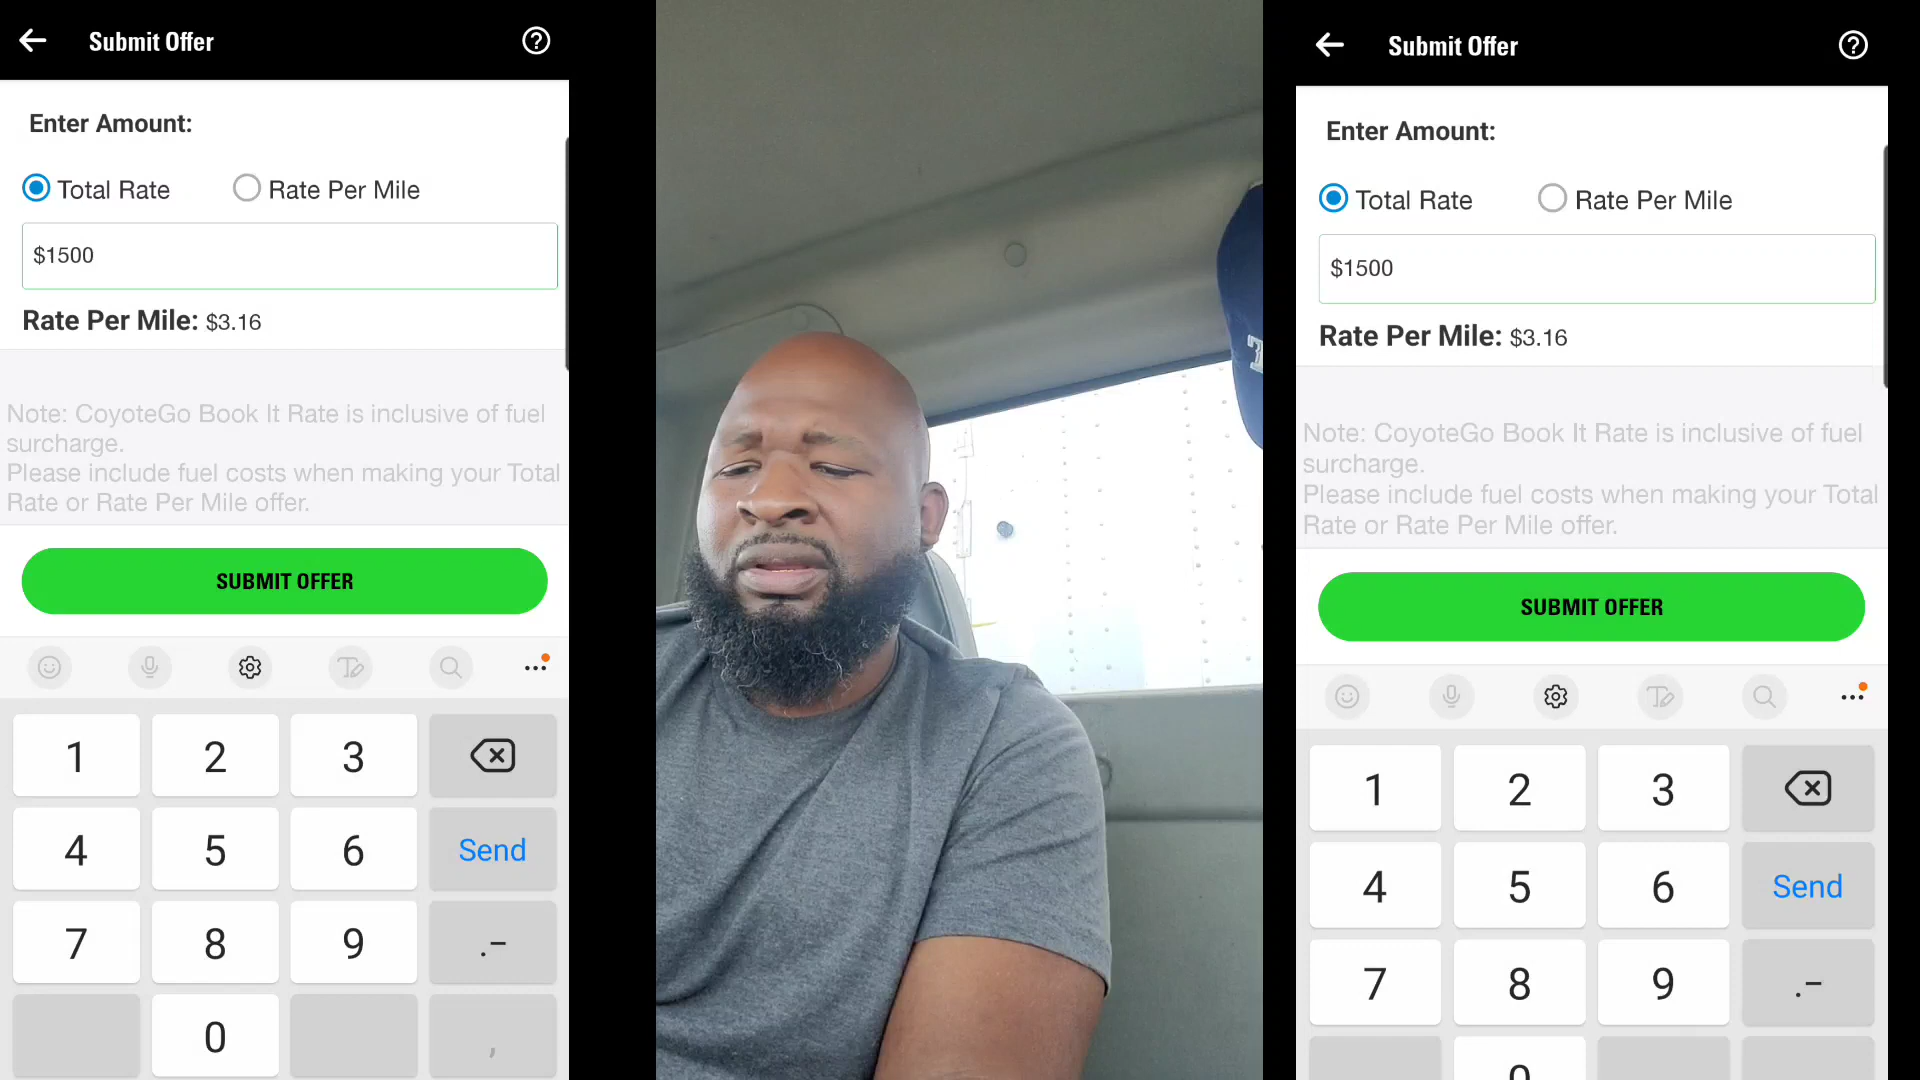 Submit Offer
Enter Amount:
Total Rate
Rate Per Mile
$1500
Rate Per Mile: $3.16
Note: CoyoteGo Book It Rate is inclusive of fuel
surcharge.
Please include fuel costs when making your Total
Rate or Rate Per Mile offer.
SUBMIT OFFER
1 2 3
4 5 6 Send
7 8 9 .-
0 ,
Submit Offer
Enter Amount:
Total Rate
Rate Per Mile
$1500
Rate Per Mile: $3.16
Note: CoyoteGo Book It Rate is inclusive of fuel
surcharge.
Please include fuel costs when making your Total
Rate or Rate Per Mile offer.
SUBMIT OFFER
1 2 3
4 5 6 Send
7 8 9 .-
0